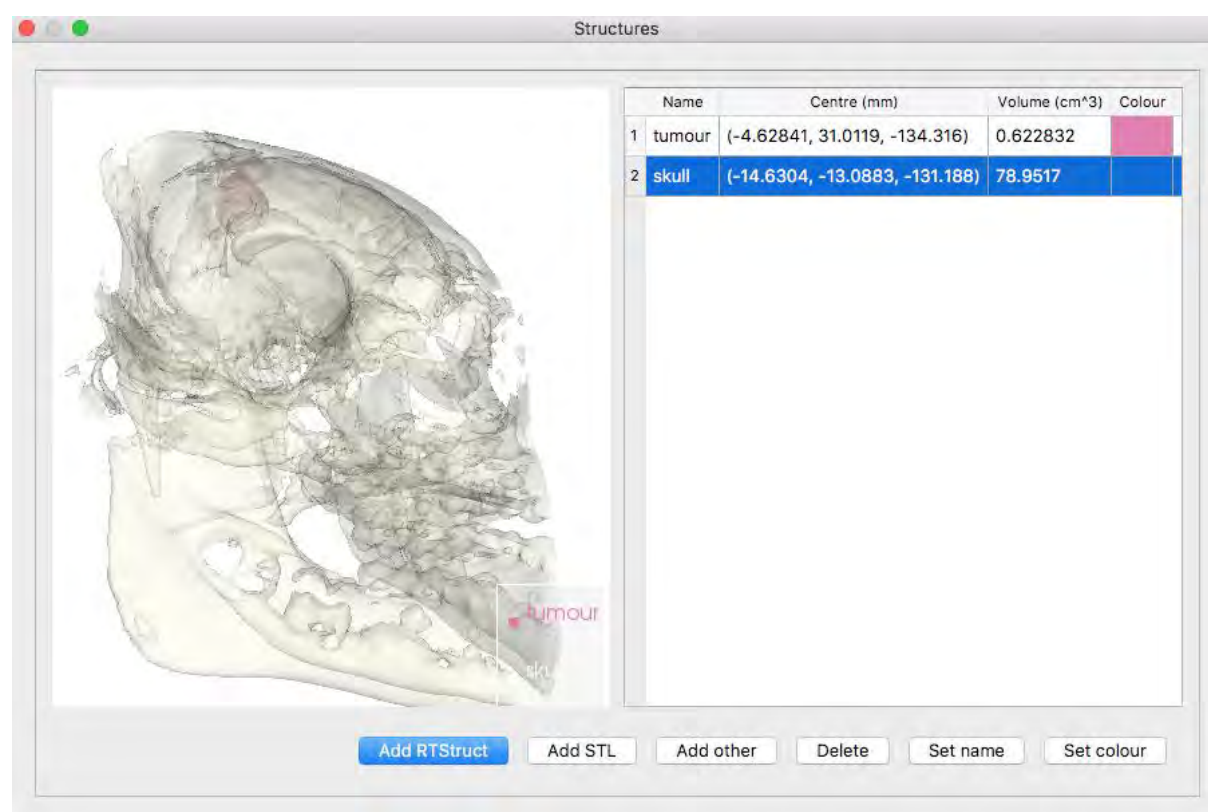 Structures
Name Centre (mm) Volume (cm^3) Colour
1 tumour (-4.62841, 31.0119, -134.316) 0.622832
2 skull (-14.6304, -13.0883, -131.188) 78.9517
tumour
Add RTStruct Add STL Add other Delete Set name Set colour